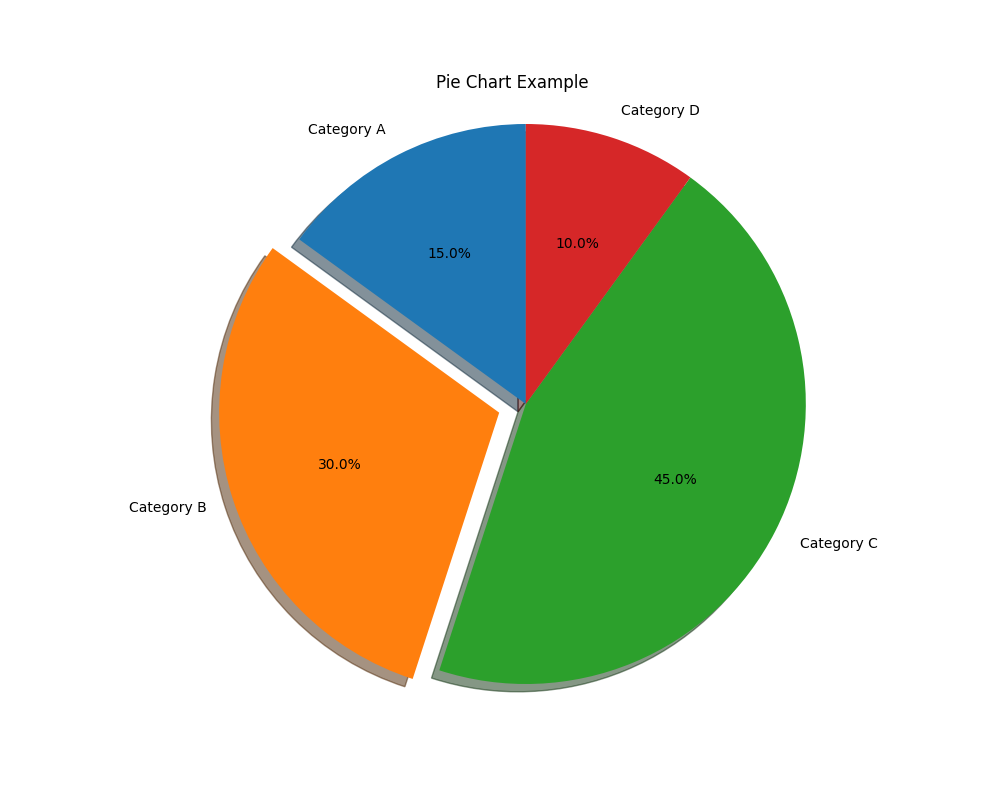 Pie Chart Example
Category D
Category A
10.0%
15.0%
30.0%
45.0%
Category B
Category C